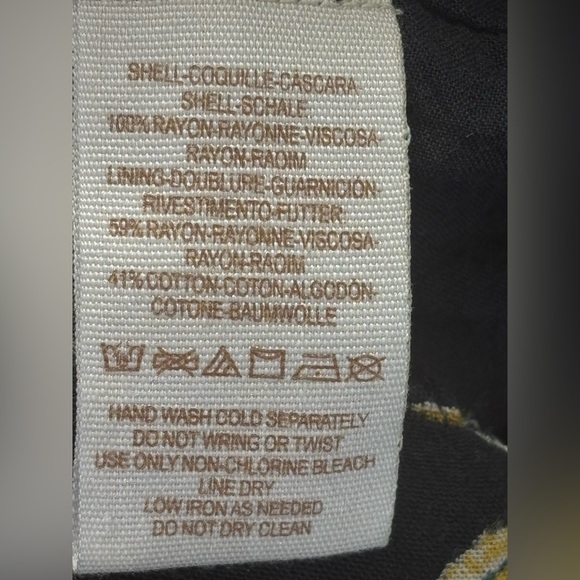 SHELL-COQUILLE-CÁSCARA-
SHELL-SCHALE
100% RAYON-RAYONNE-VISCOSA-
RAYON-RAOIM
LINING-DOUBLURE-GUARNICIÓN-
RIVESTIMENTO-FUTTER
59% RAYON-RAYONNE-VISCOSA-
RAYON-RAOIM
41% COTTON-COTON-ALGODÓN-
COTONE-BAUMWOLLE
HAND WASH COLD SEPARATELY
DO NOT WRING OR TWIST
USE ONLY NON-CHLORINE BLEACH
LINE DRY
LOW IRON AS NEEDED
DO NOT DRY CLEAN